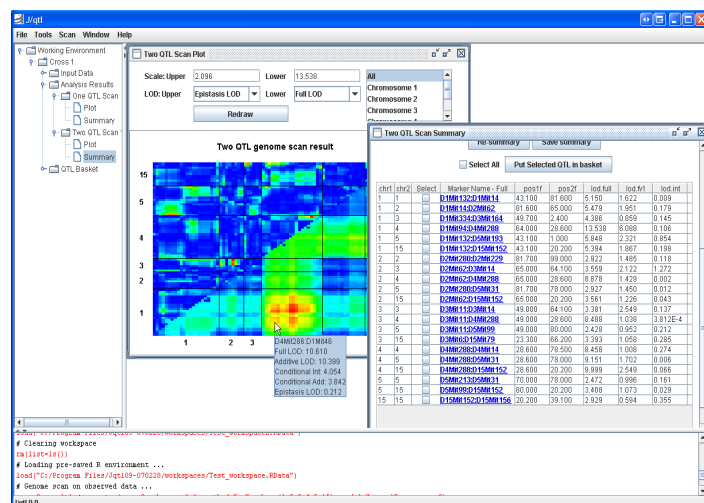 J/qtl
File Tools Scan Window Help
Working Environment
Cross 1
Input Data
Analysis Results
One QTL Scan
Plot
Summary
Two QTL Scan
Plot
Summary
QTL Basket
Two QTL Scan Plot
Scale: Upper 2.096 Lower 13.538
LOD: Upper Epistasis LOD Lower Full LOD
Redraw
All
Chromosome 1
Chromosome 2
Chromosome 3
Two QTL genome scan result
15
5
4
3
2
1
1 2 3
D4Mit286:D1Mit46
Full LOD: 10.610
Additive LOD: 10.399
Conditional Int: 4.054
Conditional Add: 3.842
Epistasis LOD: 0.212
Two QTL Scan Summary
Re-summary Save summary
Select All Put Selected QTL in basket
chr1 chr2 Select Marker Name - Full pos1f pos2f lod.full lod.fv1 lod.int
1 1 D1Mit132:D1Mit14 43.100 81.600 5.150 1.622 0.009
1 2 D1Mit14:D2Mit62 81.600 65.000 5.479 1.951 0.179
1 3 D1Mit334:D3Mit164 49.700 2.400 4.386 0.859 0.145
1 4 D1Mit94:D4Mit288 64.000 28.600 13.538 6.088 0.106
1 5 D1Mit132:D5Mit193 43.100 1.000 5.848 2.321 0.854
1 15 D1Mit132:D15Mit152 43.100 20.200 5.394 1.867 0.198
2 2 D2Mit280:D2Mit229 81.700 99.000 2.922 1.485 0.118
2 3 D2Mit62:D3Mit14 65.000 64.100 3.559 2.122 1.272
2 4 D2Mit62:D4Mit288 65.000 28.600 8.878 1.429 0.002
2 5 D2Mit280:D5Mit31 81.700 78.000 2.927 1.450 0.012
2 15 D2Mit62:D15Mit152 65.000 20.200 3.561 1.226 0.043
3 3 D3Mit11:D3Mit14 49.000 64.100 3.381 2.549 0.137
3 4 D3Mit11:D4Mit288 49.000 28.600 8.488 1.038 3.812E-4
3 5 D3Mit11:D5Mit99 49.000 80.000 2.428 0.952 0.212
3 15 D3Mit6:D15Mit79 23.300 66.200 3.393 1.058 0.285
4 4 D4Mit288:D4Mit14 28.600 78.500 8.458 1.008 0.274
4 5 D4Mit288:D5Mit31 28.600 78.000 9.151 1.702 0.006
4 15 D4Mit288:D15Mit152 28.600 20.200 9.999 2.549 0.066
5 5 D5Mit213:D5Mit31 70.000 78.000 2.472 0.996 0.161
5 15 D5Mit99:D15Mit152 80.000 20.200 3.408 1.073 0.029
15 15 D15Mit152:D15Mit156 20.200 39.100 2.929 0.594 0.355
load("C:/Program Files/Jqtl09-070228/workspaces/Test_workspace.RData")
# Clearing workspace
rm(list=ls())
# Loading pre-saved R environment ...
load("C:/Program Files/Jqtl09-070228/workspaces/Test_workspace.RData")
# Genome scan on observed data ...